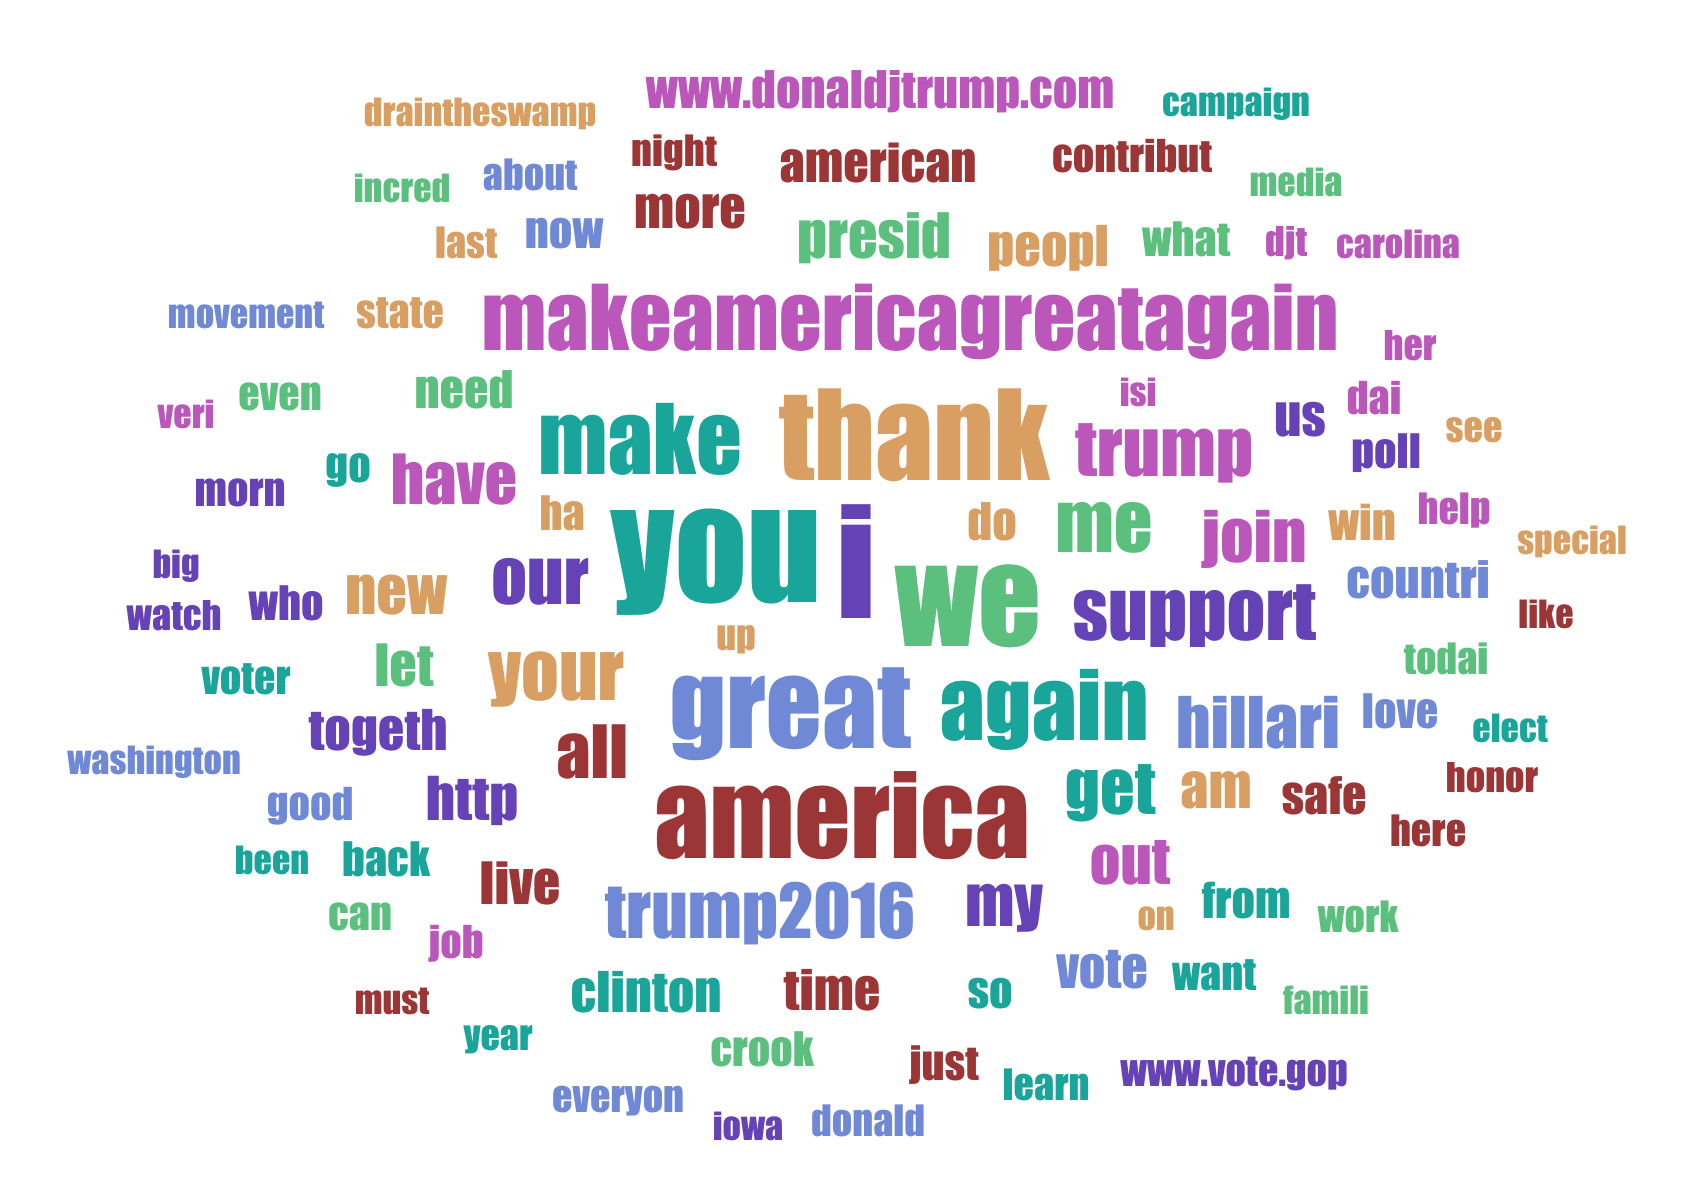 www.donaldjtrump.com
draintheswamp campaign
night american contribut
incred about more media
last now presid peopl what djt carolina
movement state makeamericagreatagain her
veri even need make thank isi trump us dai see
morn go have poll
ha you i do me join win help special
big our we support countri
watch who new like
up
voter let your great again todai
togeth all hillari love elect
washington
good http america get am safe honor
here
been back live out
can trump2016 my on from work
job
must clinton time so vote want famili
year
crook just learn www.vote.gop
everyon
iowa donald